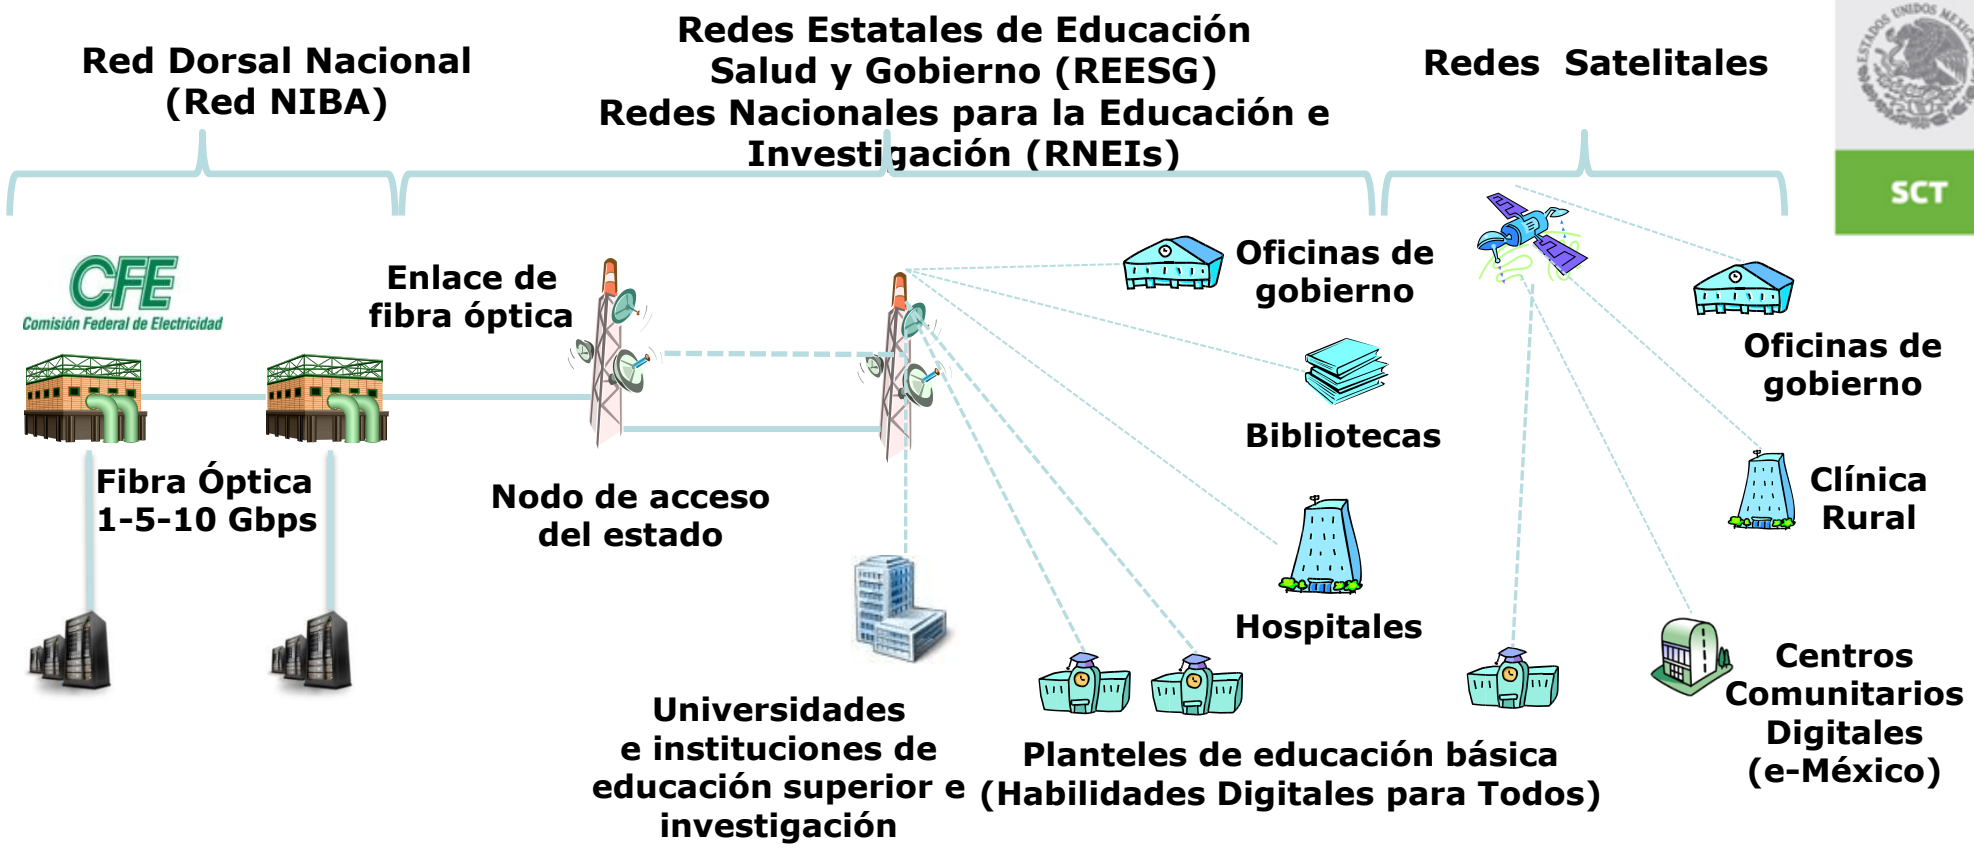 Red Dorsal Nacional
(Red NIBA)
Redes Estatales de Educación
Salud y Gobierno (REESG)
Redes Nacionales para la Educación e
Investigación (RNEIs)
Redes Satelitales
ESTADOS UNIDOS MEXICANOS
SCT
CFE
Comisión Federal de Electricidad
Enlace de
fibra óptica
Oficinas de
gobierno
Oficinas de
gobierno
Bibliotecas
Fibra Óptica
1-5-10 Gbps
Nodo de acceso
del estado
Clínica
Rural
Hospitales
Universidades
e instituciones de
educación superior e
investigación
Planteles de educación básica
(Habilidades Digitales para Todos)
Centros
Comunitarios
Digitales
(e-México)